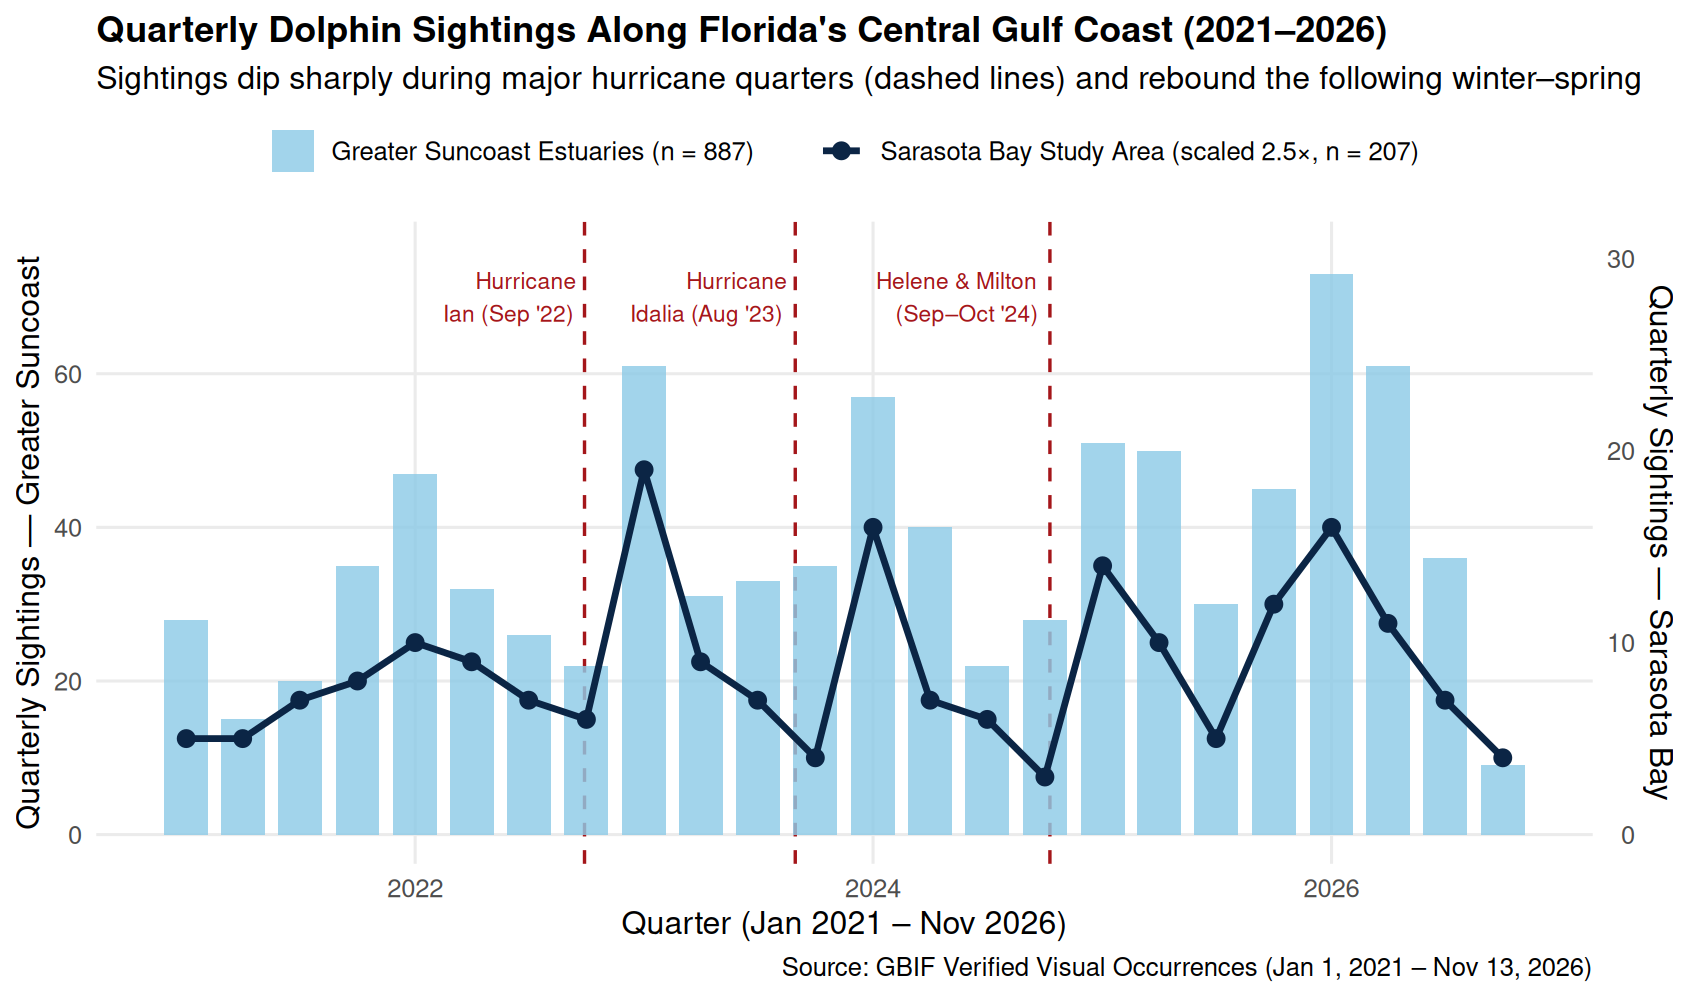 Quarterly Dolphin Sightings Along Florida's Central Gulf Coast (2021–2026)
Sightings dip sharply during major hurricane quarters (dashed lines) and rebound the following winter–spring
Greater Suncoast Estuaries (n = 887)
Sarasota Bay Study Area (scaled 2.5×, n = 207)
Quarterly Sightings — Greater Suncoast
60
40
20
0
Hurricane
Ian (Sep '22)
Hurricane
Idalia (Aug '23)
Helene & Milton
(Sep–Oct '24)
30
20
10
0
Quarterly Sightings — Sarasota Bay
2022
2024
2026
Quarter (Jan 2021 – Nov 2026)
Source: GBIF Verified Visual Occurrences (Jan 1, 2021 – Nov 13, 2026)